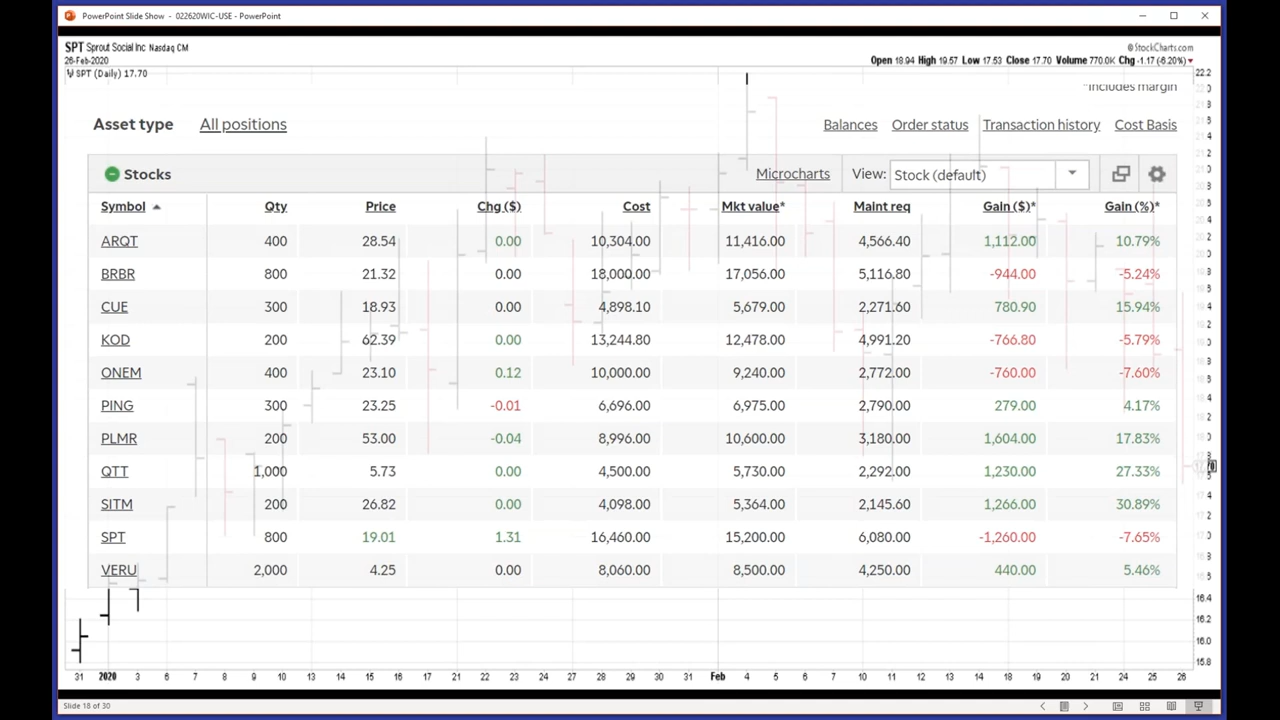 PowerPoint Slide Show - 022620WIC-USE - PowerPoint
SPT Sprout Social Inc Nasdaq CM
© StockCharts.com
26-Feb-2020
Open 18.94 High 19.57 Low 17.53 Close 17.70 Volume 770.0K Chg -1.17 (-6.20%)
SPT (Daily) 17.70
*Includes margin
Asset type All positions Balances Order status Transaction history Cost Basis
Stocks Microcharts View: Stock (default)
Symbol Qty Price Chg ($) Cost Mkt value* Maint req Gain ($)* Gain (%)*
ARQT 400 28.54 0.00 10,304.00 11,416.00 4,566.40 1,112.00 10.79%
BRBR 800 21.32 0.00 18,000.00 17,056.00 5,116.80 -944.00 -5.24%
CUE 300 18.93 0.00 4,898.10 5,679.00 2,271.60 780.90 15.94%
KOD 200 62.39 0.00 13,244.80 12,478.00 4,991.20 -766.80 -5.79%
ONEM 400 23.10 0.12 10,000.00 9,240.00 2,772.00 -760.00 -7.60%
PING 300 23.25 -0.01 6,696.00 6,975.00 2,790.00 279.00 4.17%
PLMR 200 53.00 -0.04 8,996.00 10,600.00 3,180.00 1,604.00 17.83%
QTT 1,000 5.73 0.00 4,500.00 5,730.00 2,292.00 1,230.00 27.33%
SITM 200 26.82 0.00 4,098.00 5,364.00 2,145.60 1,266.00 30.89%
SPT 800 19.01 1.31 16,460.00 15,200.00 6,080.00 -1,260.00 -7.65%
VERU 2,000 4.25 0.00 8,060.00 8,500.00 4,250.00 440.00 5.46%
16.4
16.2
16.0
15.8
31 2020 3 6 7 8 9 10 13 14 15 16 17 21 22 23 24 27 28 29 30 31 Feb 4 5 6 7 10 11 12 13 14 18 19 20 21 24 25 26
Slide 18 of 30